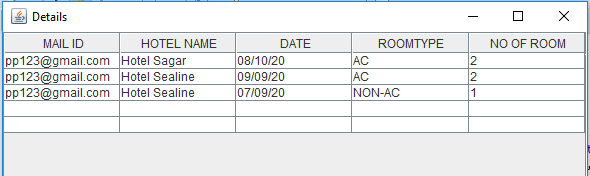 Details
MAIL ID HOTEL NAME DATE ROOMTYPE NO OF ROOM
pp123@gmail.com Hotel Sagar 08/10/20 AC 2
pp123@gmail.com Hotel Sealine 09/09/20 AC 2
pp123@gmail.com Hotel Sealine 07/09/20 NON-AC 1